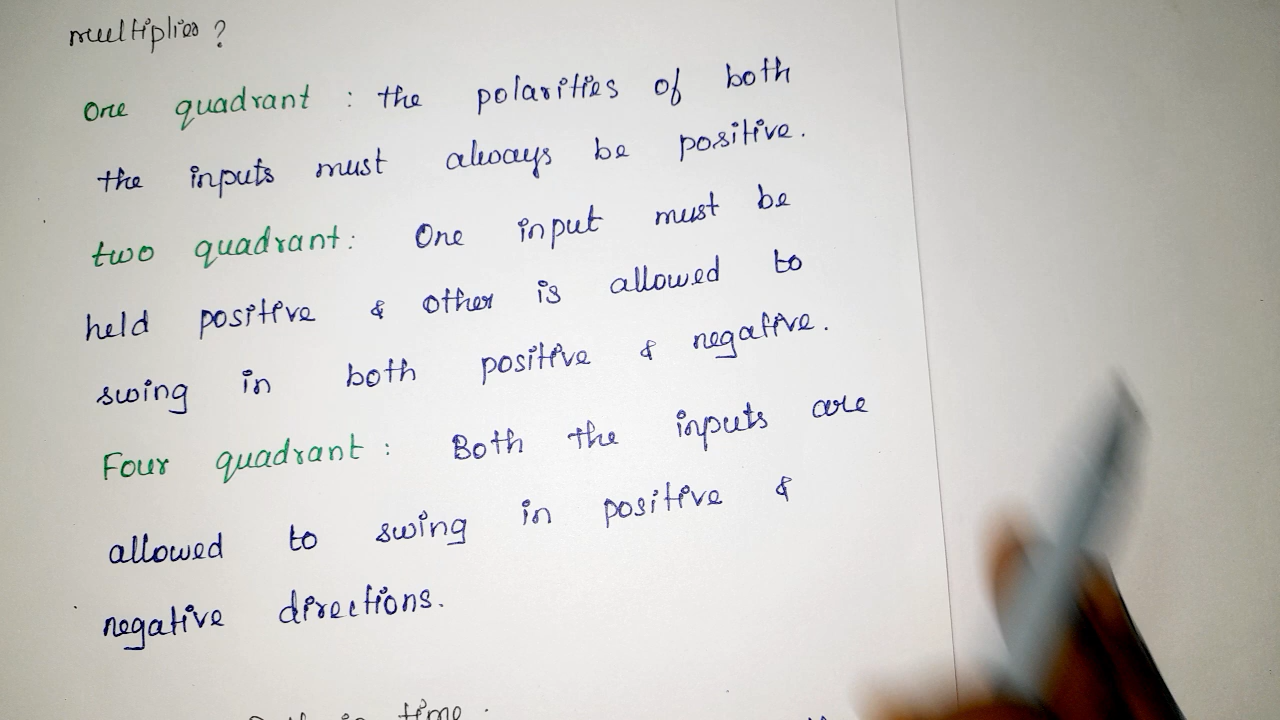 multiplier?
One quadrant : the polarities of both
the inputs must always be positive.
two quadrant: One input must be
held positive & other is allowed to
swing in both positive & negative.
Four quadrant : Both the inputs are
allowed to swing in positive &
negative directions.
in time.